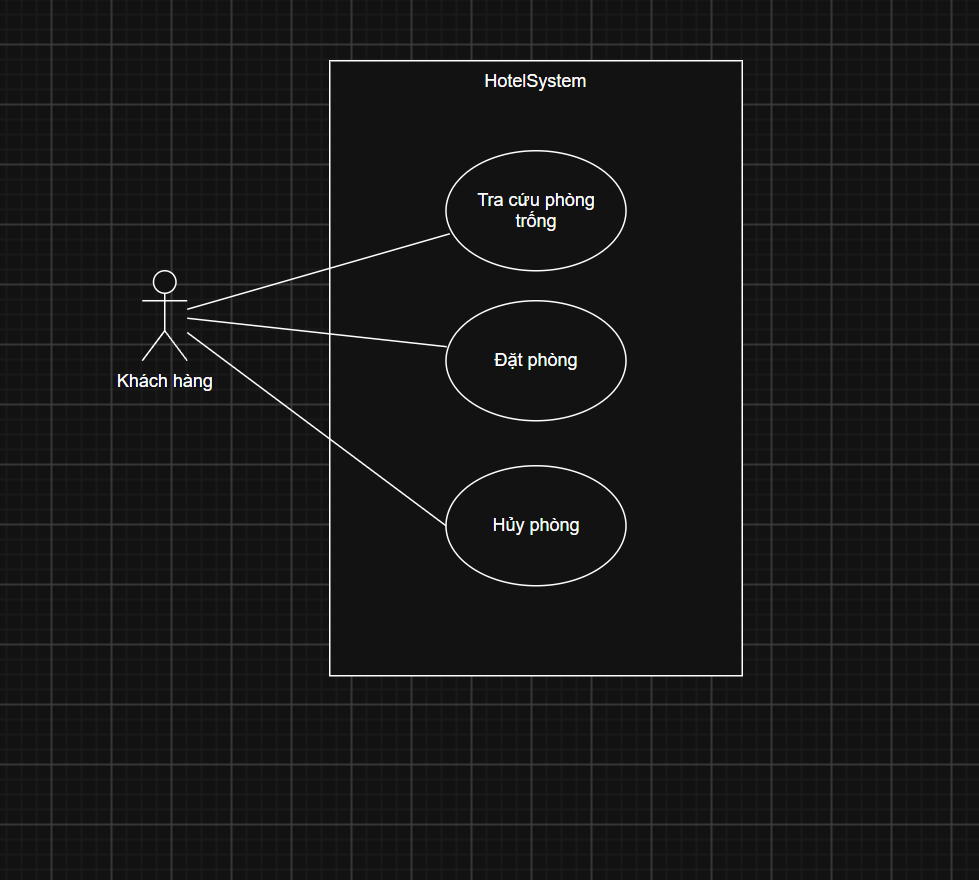 HotelSystem
Tra cứu phòng
trống
Đặt phòng
Khách hàng
Hủy phòng